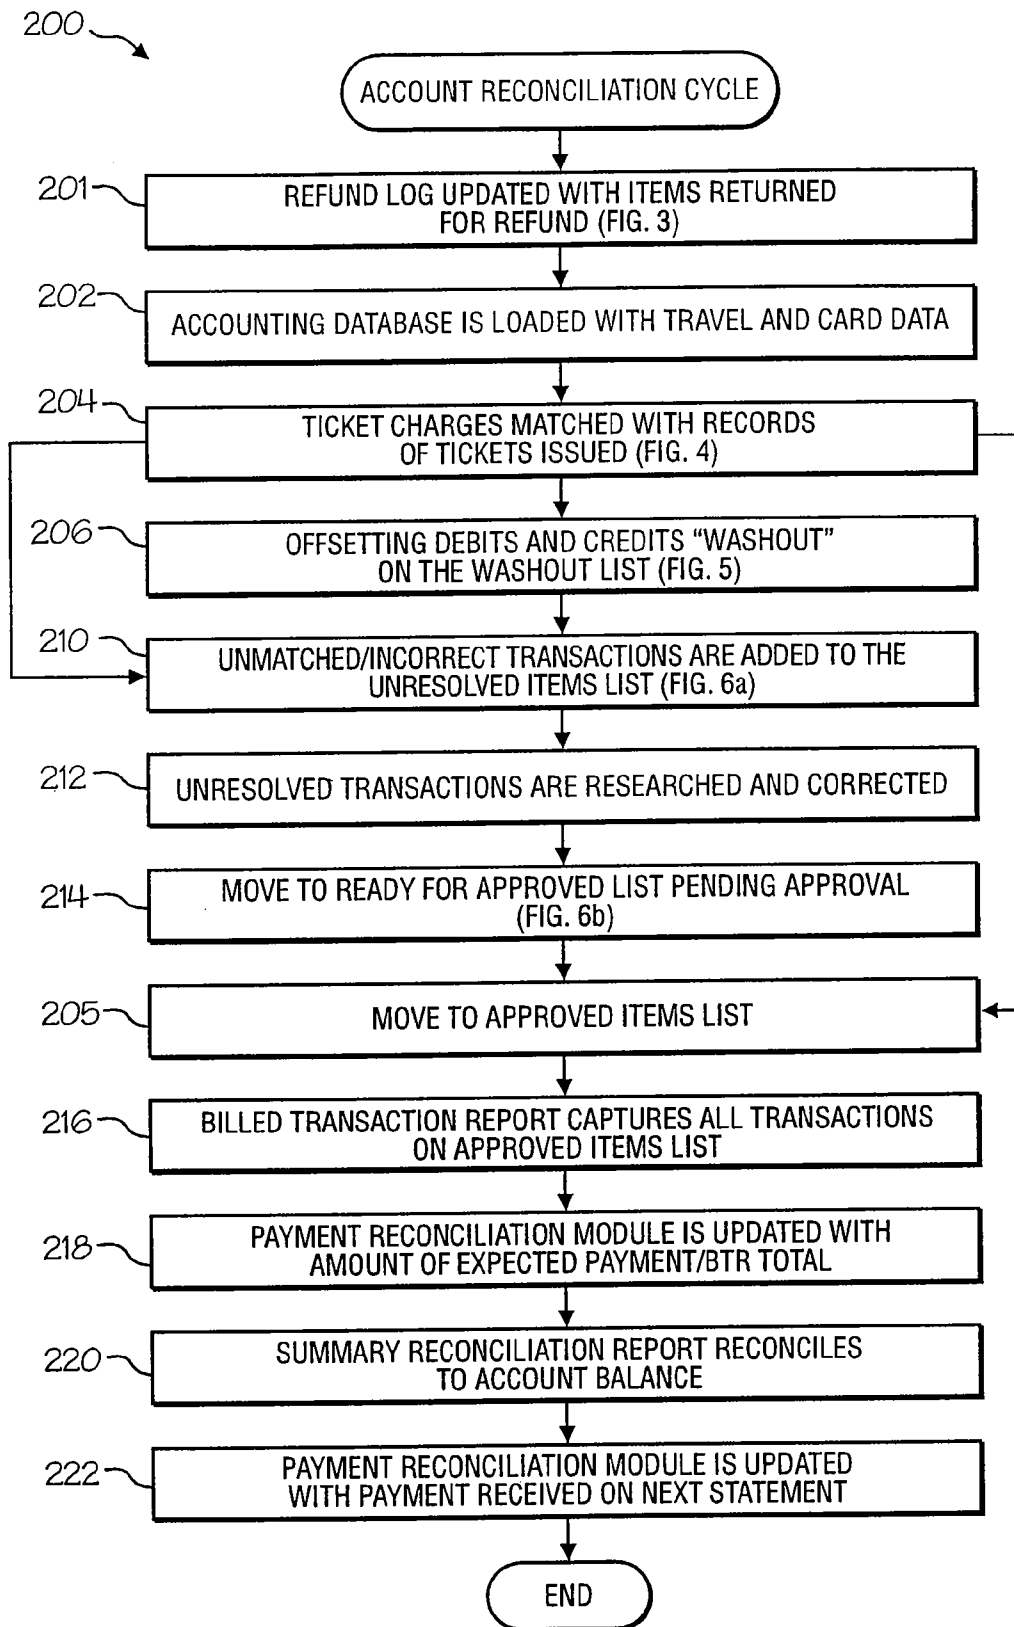 200
ACCOUNT RECONCILIATION CYCLE
201
REFUND LOG UPDATED WITH ITEMS RETURNED
FOR REFUND (FIG. 3)
202
ACCOUNTING DATABASE IS LOADED WITH TRAVEL AND CARD DATA
204
TICKET CHARGES MATCHED WITH RECORDS
OF TICKETS ISSUED (FIG. 4)
206
OFFSETTING DEBITS AND CREDITS “WASHOUT”
ON THE WASHOUT LIST (FIG. 5)
210
UNMATCHED/INCORRECT TRANSACTIONS ARE ADDED TO THE
UNRESOLVED ITEMS LIST (FIG. 6a)
212
UNRESOLVED TRANSACTIONS ARE RESEARCHED AND CORRECTED
214
MOVE TO READY FOR APPROVED LIST PENDING APPROVAL
(FIG. 6b)
205
MOVE TO APPROVED ITEMS LIST
216
BILLED TRANSACTION REPORT CAPTURES ALL TRANSACTIONS
ON APPROVED ITEMS LIST
218
PAYMENT RECONCILIATION MODULE IS UPDATED WITH
AMOUNT OF EXPECTED PAYMENT/BTR TOTAL
220
SUMMARY RECONCILIATION REPORT RECONCILES
TO ACCOUNT BALANCE
222
PAYMENT RECONCILIATION MODULE IS UPDATED
WITH PAYMENT RECEIVED ON NEXT STATEMENT
END